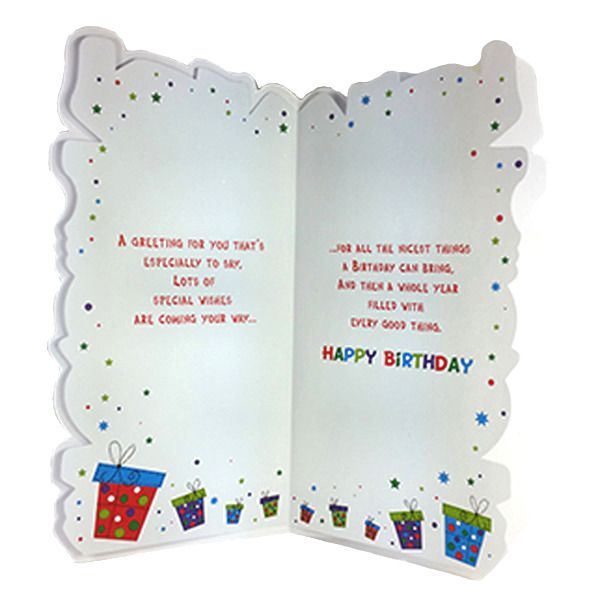 A GREETING FOR YOU THAT'S
ESPECIALLY TO SAY,
LOTS OF
SPECIAL WISHES
ARE COMING YOUR WAY...
...FOR ALL THE NICEST THINGS
A BIRTHDAY CAN BRING,
AND THEN A WHOLE YEAR
FILLED WITH
EVERY GOOD THING.
HAPPY BiRTHDAY